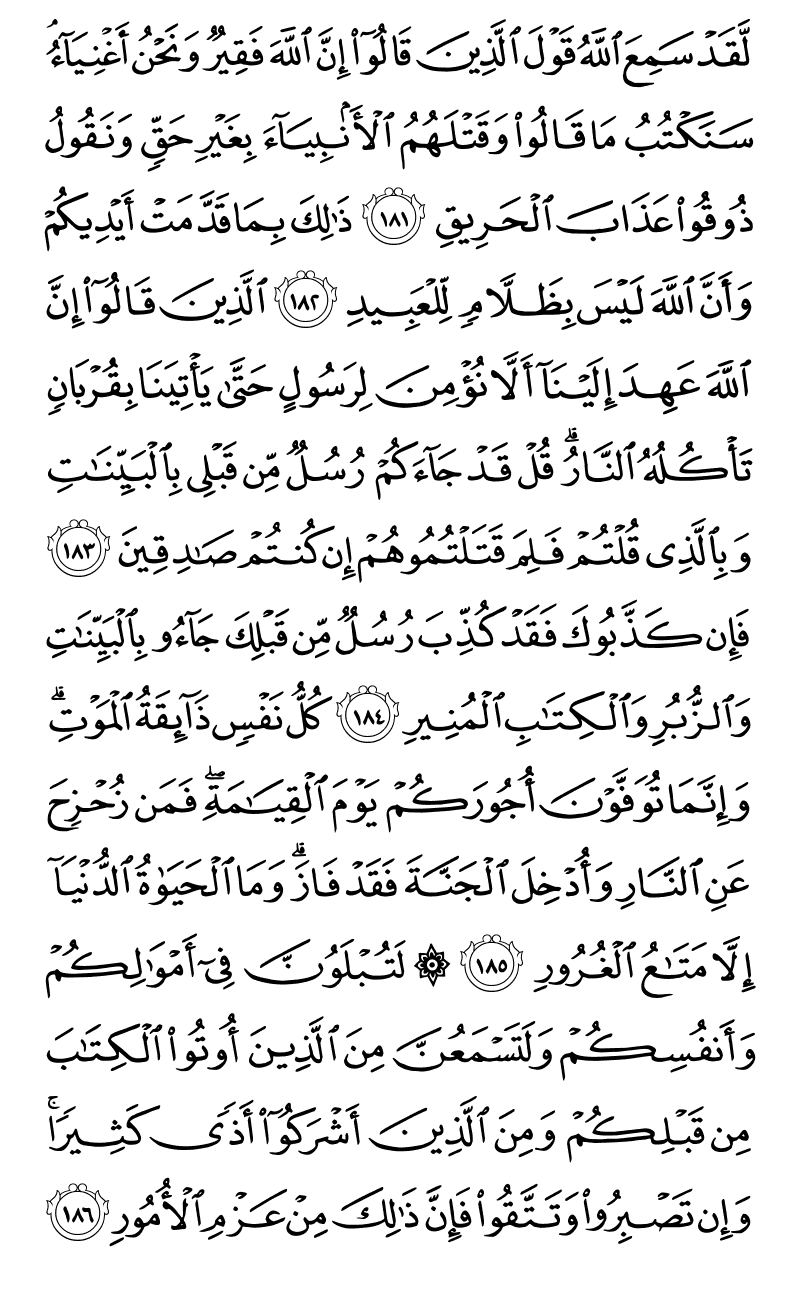 لَّقَدْ سَمِعَ ٱللَّهُ قَوْلَ ٱلَّذِينَ قَالُوٓا۟ إِنَّ ٱللَّهَ فَقِيرٌ وَنَحْنُ أَغْنِيَآءُ ۘ
سَنَكْتُبُ مَا قَالُوا۟ وَقَتْلَهُمُ ٱلْأَنۢبِيَآءَ بِغَيْرِ حَقٍّ وَنَقُولُ
ذُوقُوا۟ عَذَابَ ٱلْحَرِيقِ ١٨١ ذَٰلِكَ بِمَا قَدَّمَتْ أَيْدِيكُمْ
وَأَنَّ ٱللَّهَ لَيْسَ بِظَلَّامٍ لِّلْعَبِيدِ ١٨٢ ٱلَّذِينَ قَالُوٓا۟ إِنَّ
ٱللَّهَ عَهِدَ إِلَيْنَآ أَلَّا نُؤْمِنَ لِرَسُولٍ حَتَّىٰ يَأْتِيَنَا بِقُرْبَانٍ
تَأْكُلُهُ ٱلنَّارُ ۗ قُلْ قَدْ جَآءَكُمْ رُسُلٌ مِّن قَبْلِى بِٱلْبَيِّنَٰتِ
وَبِٱلَّذِى قُلْتُمْ فَلِمَ قَتَلْتُمُوهُمْ إِن كُنتُمْ صَٰدِقِينَ ١٨٣
فَإِن كَذَّبُوكَ فَقَدْ كُذِّبَ رُسُلٌ مِّن قَبْلِكَ جَآءُو بِٱلْبَيِّنَٰتِ
وَٱلزُّبُرِ وَٱلْكِتَٰبِ ٱلْمُنِيرِ ١٨٤ كُلُّ نَفْسٍ ذَآئِقَةُ ٱلْمَوْتِ ۗ
وَإِنَّمَا تُوَفَّوْنَ أُجُورَكُمْ يَوْمَ ٱلْقِيَٰمَةِ ۖ فَمَن زُحْزِحَ
عَنِ ٱلنَّارِ وَأُدْخِلَ ٱلْجَنَّةَ فَقَدْ فَازَ ۗ وَمَا ٱلْحَيَوٰةُ ٱلدُّنْيَآ
إِلَّا مَتَٰعُ ٱلْغُرُورِ ١٨٥ ۞ لَتُبْلَوُنَّ فِىٓ أَمْوَٰلِكُمْ
وَأَنفُسِكُمْ وَلَتَسْمَعُنَّ مِنَ ٱلَّذِينَ أُوتُوا۟ ٱلْكِتَٰبَ
مِن قَبْلِكُمْ وَمِنَ ٱلَّذِينَ أَشْرَكُوٓا۟ أَذًى كَثِيرًا ۚ
وَإِن تَصْبِرُوا۟ وَتَتَّقُوا۟ فَإِنَّ ذَٰلِكَ مِنْ عَزْمِ ٱلْأُمُورِ ١٨٦